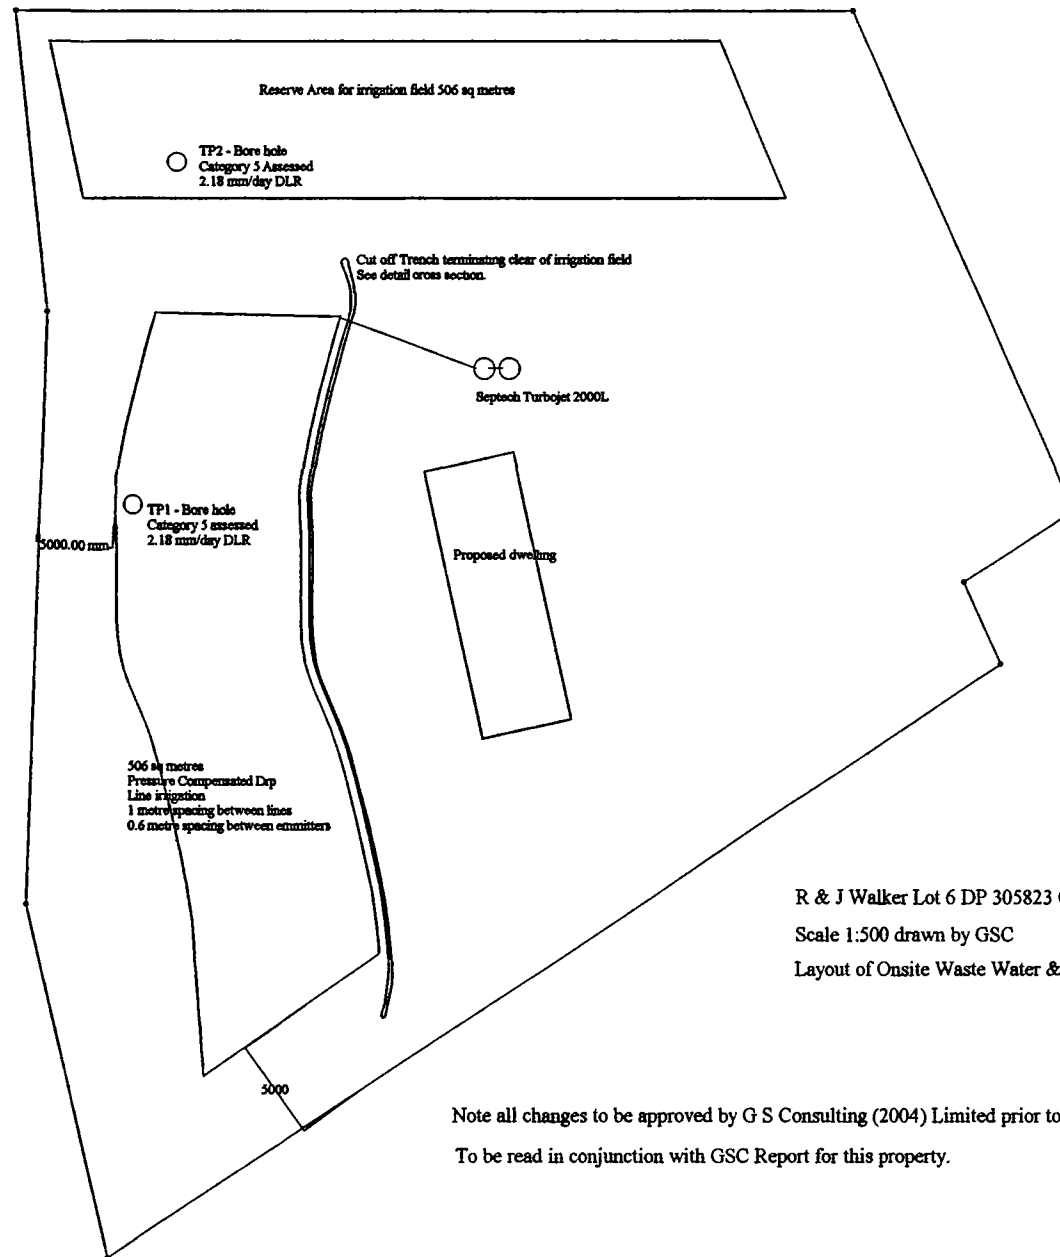 Reserve Area for irrigation field 506 sq metres
TP2 - Bore hole
Category 5 Assessed
2.18 mm/day DLR
Cut off Trench terminating clear of irrigation field
See detail cross section.
Septech Turbojet 2000L
TP1 - Bore hole
Category 5 assessed
2.18 mm/day DLR
5000.00 mm
Proposed dwelling
506 sq metres
Pressure Compensated Drp
Line irrigation
1 metre spacing between lines
0.6 metre spacing between emmitters
R & J Walker Lot 6 DP 305823
Scale 1:500 drawn by GSC
Layout of Onsite Waste Water &
5000
Note all changes to be approved by G S Consulting (2004) Limited prior to
To be read in conjunction with GSC Report for this property.